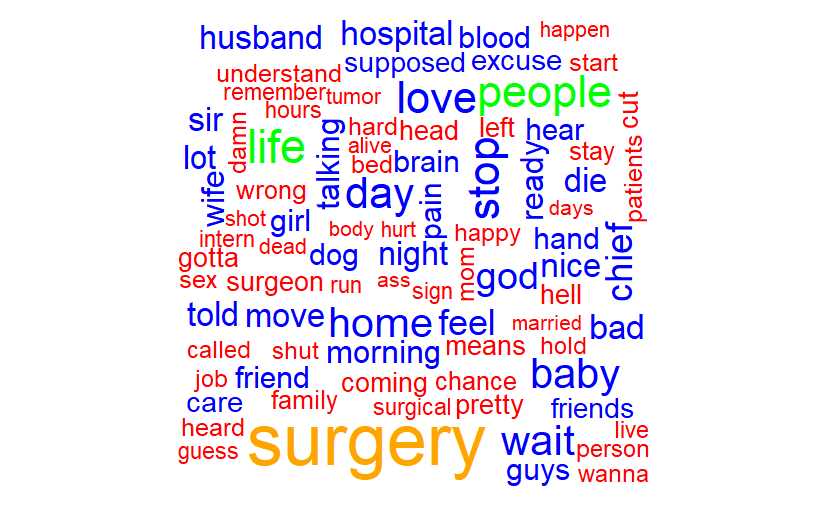 husband hospital blood happen
supposed excuse start
understand
remember tumor love people cut
hours
sir damn life talking hard head left stop hear
lot alive stay
bed brain ready die patients
wife wrong day pain
shot girl body hurt days
intern dead happy hand chief
gotta dog night mom god nice
sex surgeon run ass sign hell
told move home feel married bad
called shut morning means hold
job friend coming chance baby
care family surgical pretty friends
heard surgery wait live
guess person
guys wanna